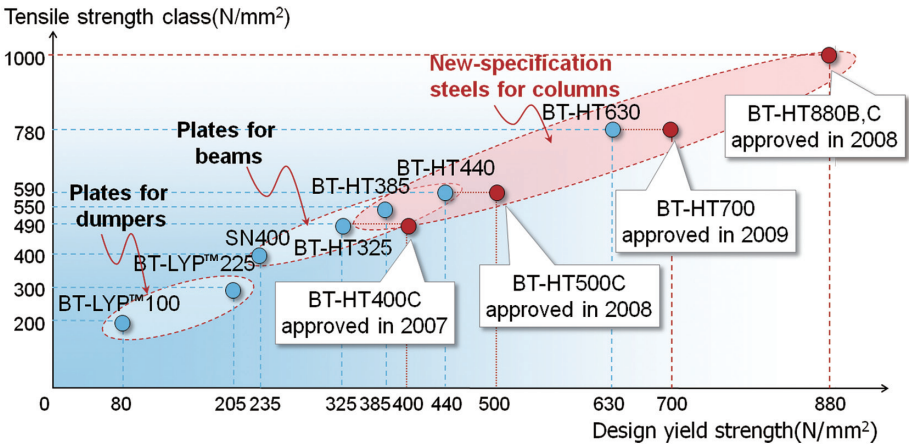 Tensile strength class(N/mm²)
1000
780
590
550
490
400
300
200
0
New-specification
steels for columns
Plates for
beams
Plates for
dumpers
BT-HT630
BT-HT440
BT-HT385
BT-HT325
SN400
BT-LYP™225
BT-LYP™100
BT-HT880B,C
approved in 2008
BT-HT700
approved in 2009
BT-HT500C
approved in 2008
BT-HT400C
approved in 2007
80
205
235
325
385
400
440
500
630
700
880
Design yield strength(N/mm²)